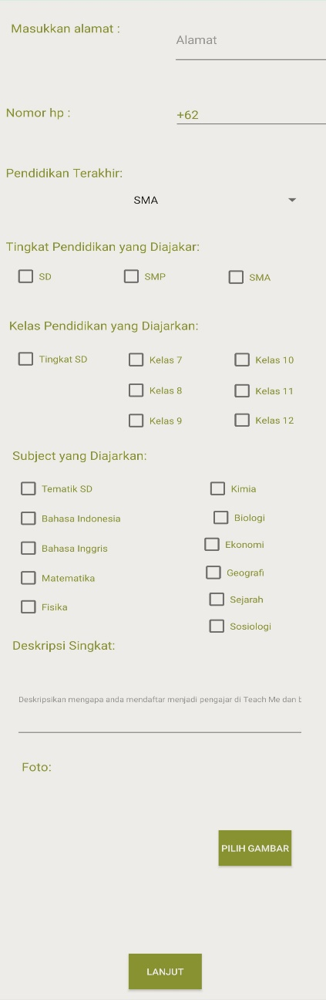 Masukkan alamat :
Alamat
Nomor hp :
+62
Pendidikan Terakhir:
SMA
Tingkat Pendidikan yang Diajakar:
SD SMP SMA
Kelas Pendidikan yang Diajarkan:
Tingkat SD Kelas 7 Kelas 10
Kelas 8 Kelas 11
Kelas 9 Kelas 12
Subject yang Diajarkan:
Tematik SD Kimia
Bahasa Indonesia Biologi
Bahasa Inggris Ekonomi
Matematika Geografi
Fisika Sejarah
Sosiologi
Deskripsi Singkat:
Deskripsikan mengapa anda mendaftar menjadi pengajar di Teach Me dan
Foto:
PILIH GAMBAR
LANJUT